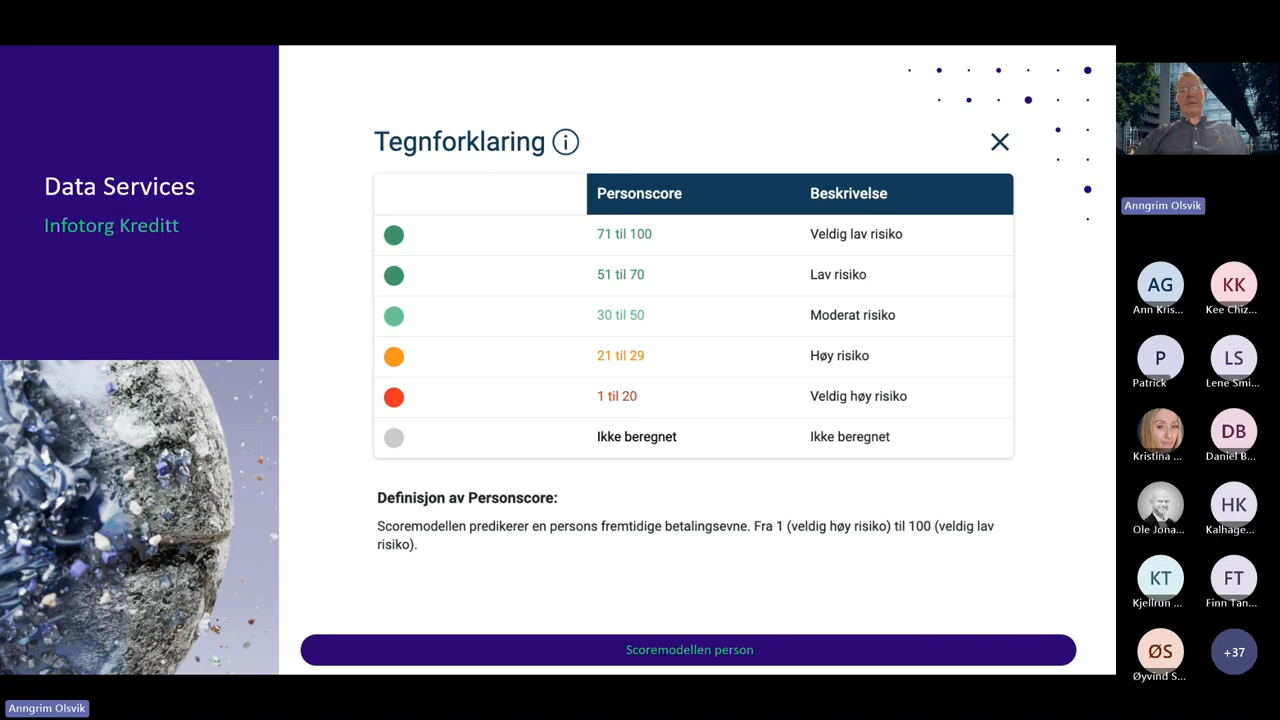 Data Services
Infotorg Kreditt
Tegnforklaring i
Personscore Beskrivelse
71 til 100 Veldig lav risiko
51 til 70 Lav risiko
30 til 50 Moderat risiko
21 til 29 Høy risiko
1 til 20 Veldig høy risiko
Ikke beregnet Ikke beregnet
Definisjon av Personscore:
Scoremodellen predikerer en persons fremtidige betalingsevne. Fra 1 (veldig høy risiko) til 100 (veldig lav
risiko).
Scoremodellen person
Anngrim Olsvik
AG KK
Ann Kris... Kee Chiz...
P LS
Patrick Lene Smi...
DB
Kristina ... Daniel B...
HK
Ole Jona... Kalhage...
KT FT
Kjellrun ... Finn Tan...
ØS +37
Øyvind S...
Anngrim Olsvik